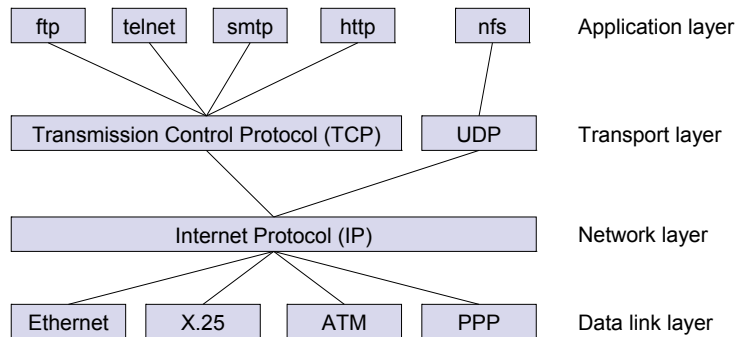 ftp telnet smtp http nfs Application layer
Transmission Control Protocol (TCP) UDP Transport layer
Internet Protocol (IP) Network layer
Ethernet X.25 ATM PPP Data link layer